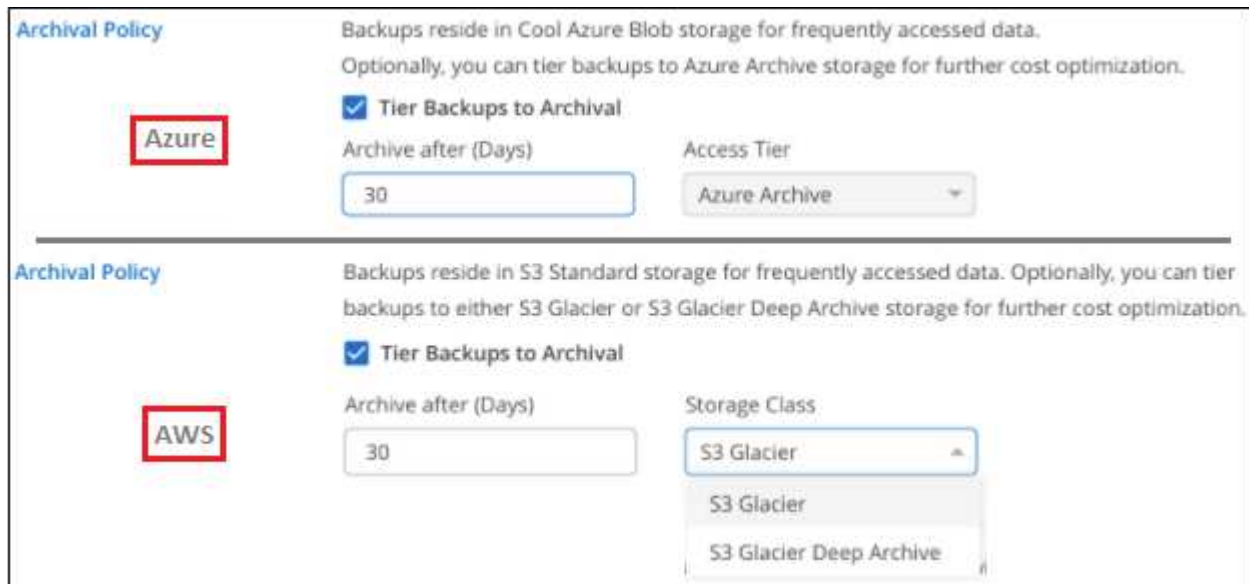 Archival Policy
Backups reside in Cool Azure Blob storage for frequently accessed data.
Optionally, you can tier backups to Azure Archive storage for further cost optimization.
Tier Backups to Archival
Azure
Archive after (Days)
Access Tier
30
Azure Archive
Archival Policy
Backups reside in S3 Standard storage for frequently accessed data. Optionally, you can tier
backups to either S3 Glacier or S3 Glacier Deep Archive storage for further cost optimization.
Tier Backups to Archival
AWS
Archive after (Days)
Storage Class
30
S3 Glacier
S3 Glacier
S3 Glacier Deep Archive